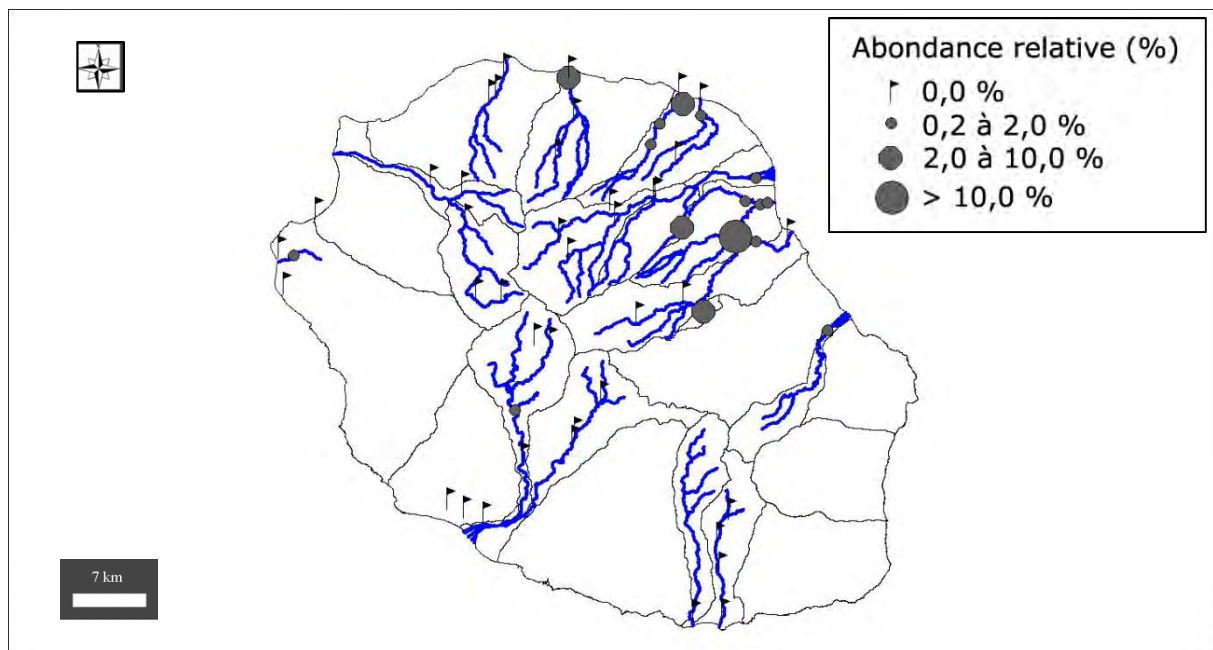 Abondance relative (%)
0,0 %
0,2 à 2,0 %
2,0 à 10,0 %
> 10,0 %
7 km